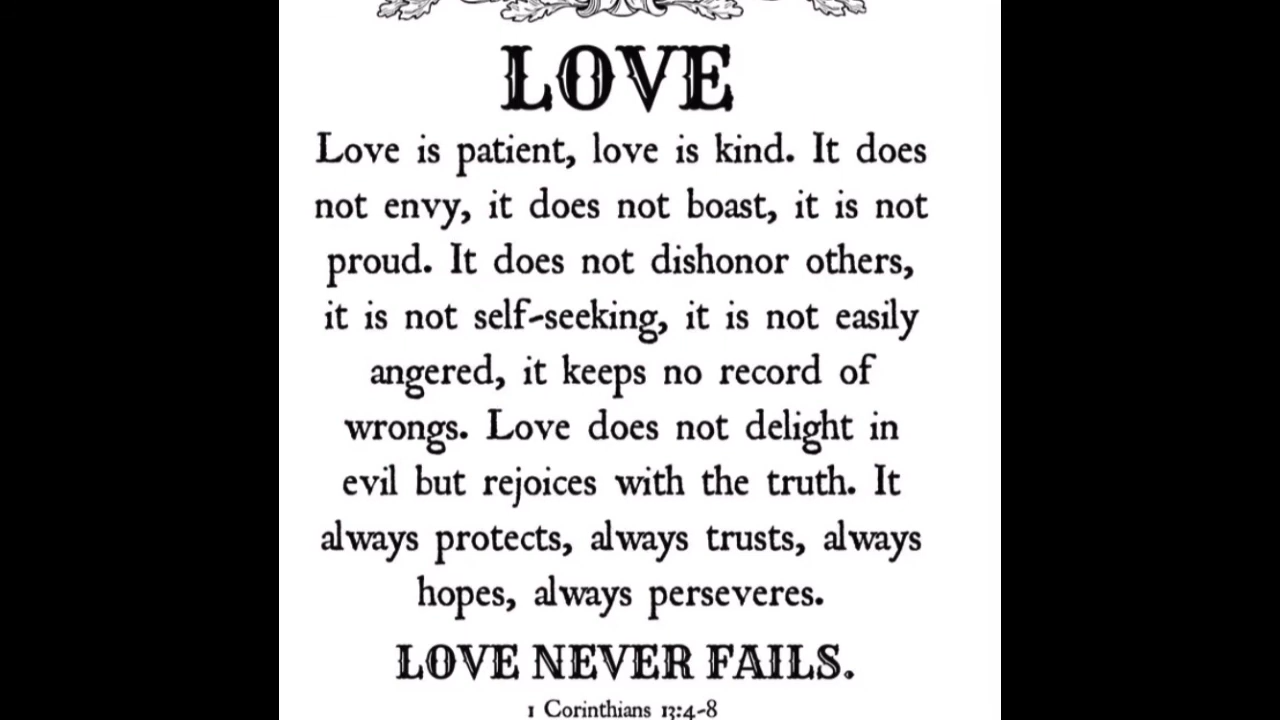 LOVE
Love is patient, love is kind. It does
not envy, it does not boast, it is not
proud. It does not dishonor others,
it is not self-seeking, it is not easily
angered, it keeps no record of
wrongs. Love does not delight in
evil but rejoices with the truth. It
always protects, always trusts, always
hopes, always perseveres.
LOVE NEVER FAILS.
1 Corinthians 13:4-8